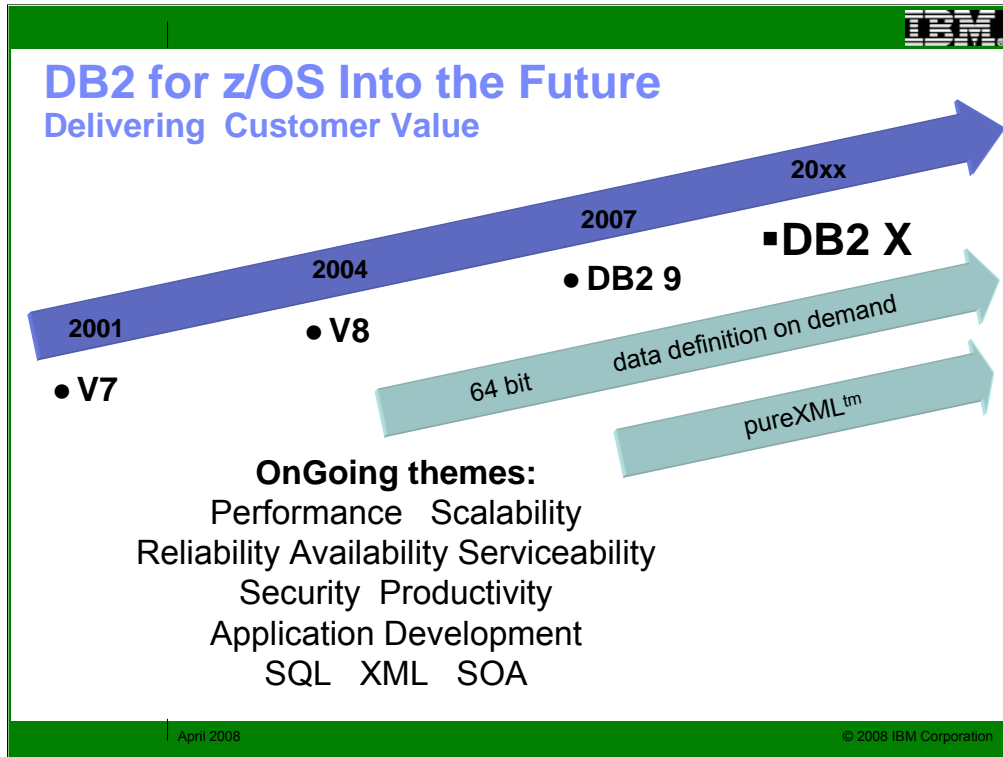 IBM®
DB2 for z/OS Into the Future
Delivering Customer Value
20xx
2007
▪DB2 X
2004
● DB2 9
2001
● V8
data definition on demand
64 bit
● V7
pureXMLtm
OnGoing themes:
Performance Scalability
Reliability Availability Serviceability
Security Productivity
Application Development
SQL XML SOA
April 2008
© 2008 IBM Corporation